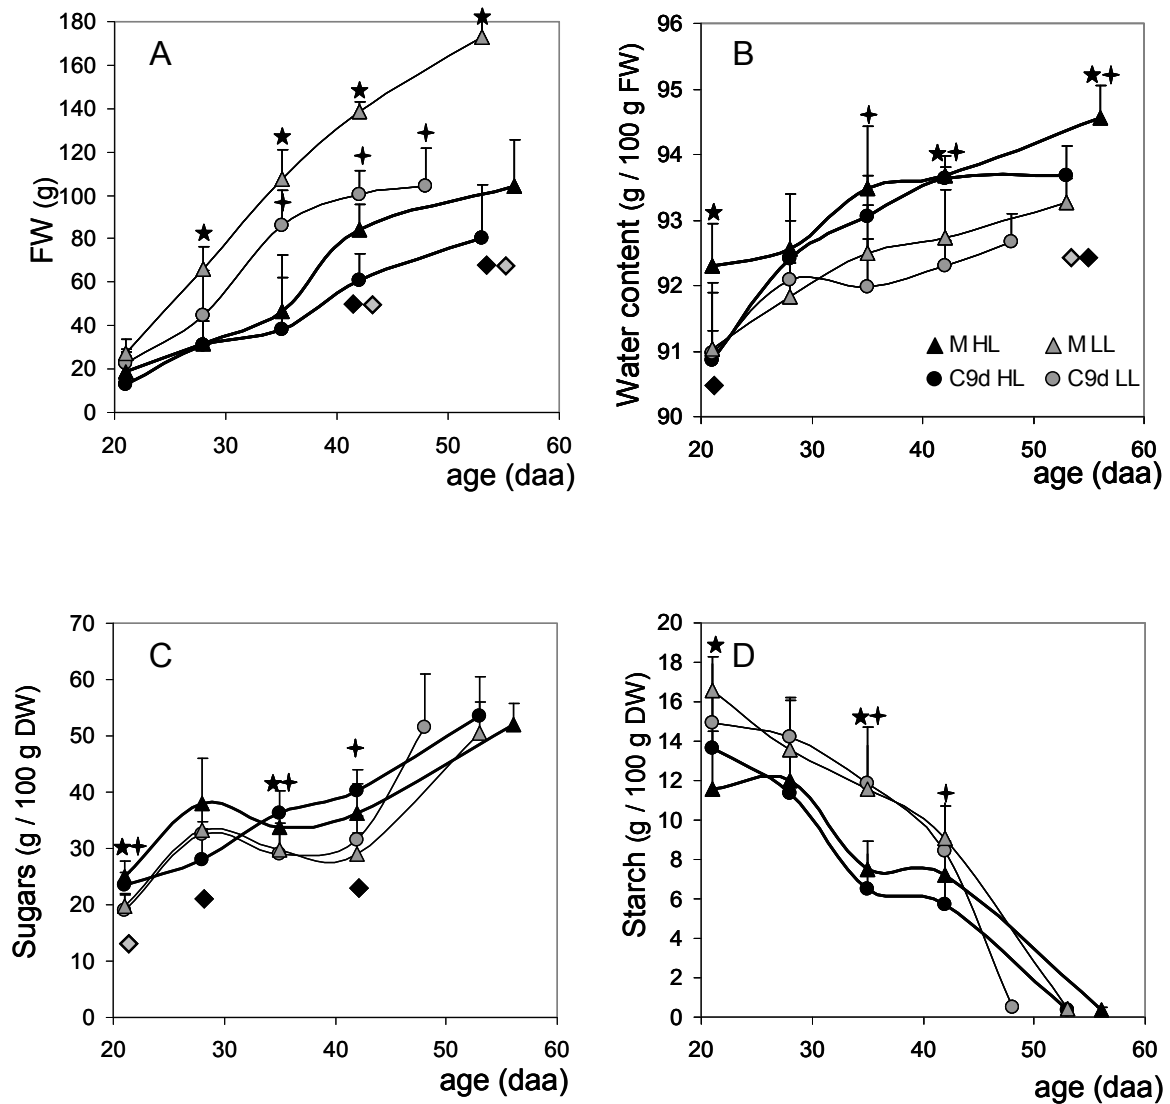 A
FW (g)
180
160
140
120
100
80
60
40
20
0
20 30 40 50 60
age (daa)
B
Water content (g / 100 g FW)
96
95
94
93
92
91
90
M HL M LL
C9d HL C9d LL
20 30 40 50 60
age (daa)
C
Sugars (g / 100 g DW)
70
60
50
40
30
20
10
0
20 30 40 50 60
age (daa)
D
Starch (g / 100 g DW)
20
18
16
14
12
10
8
6
4
2
0
20 30 40 50 60
age (daa)